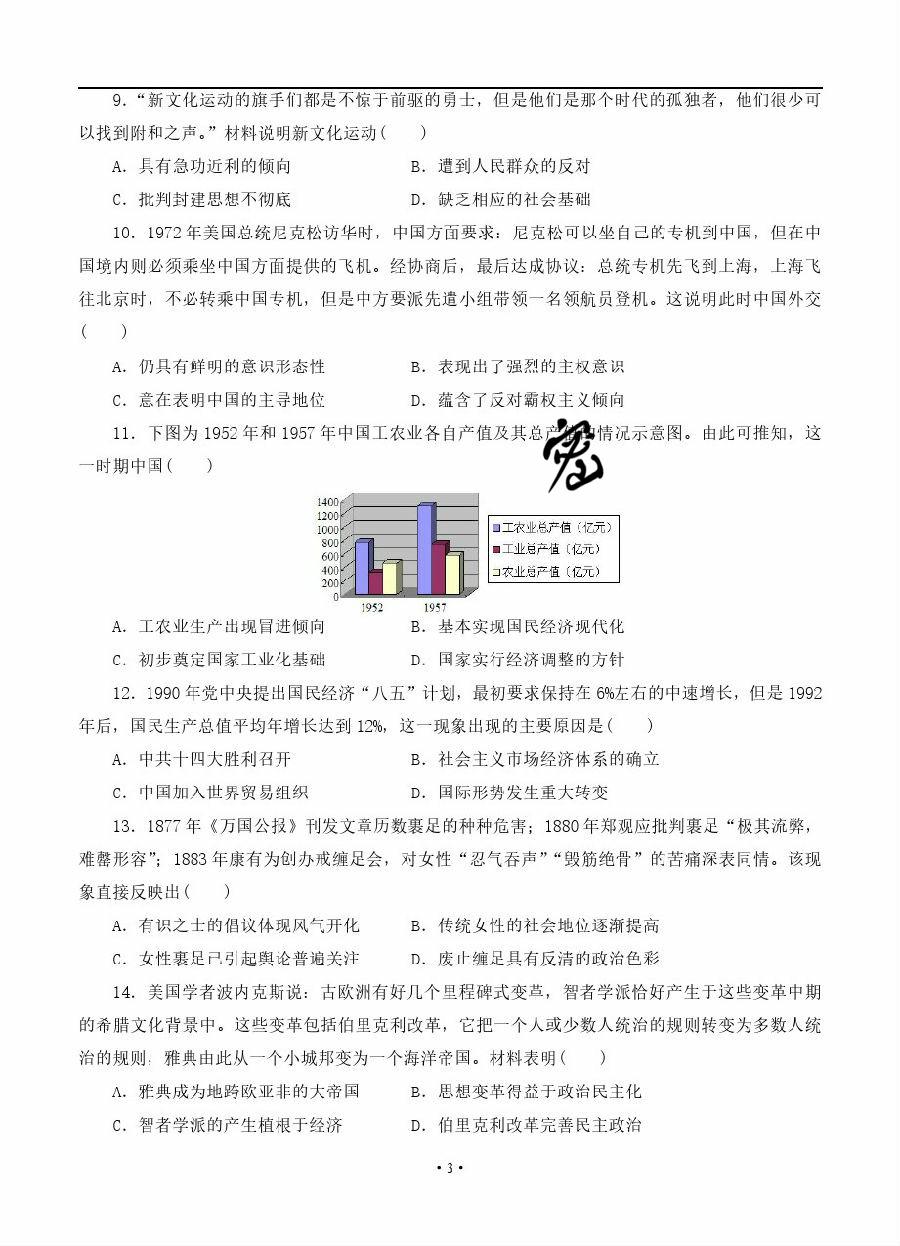 9．“新文化运动的旗手们都是不惊于前驱的勇士，但是他们是那个时代的孤独者，他们很少可
以找到附和之声。”材料说明新文化运动(　　)
A．具有急功近利的倾向　　B．遭到人民群众的反对
C．批判封建思想不彻底　　D．缺乏相应的社会基础
10．1972年美国总统尼克松访华时，中国方面要求：尼克松可以坐自己的专机到中国，但在中
国境内则必须乘坐中国方面提供的飞机。经协商后，最后达成协议：总统专机先飞到上海，上海飞
往北京时，不必转乘中国专机，但是中方要派先遣小组带领一名领航员登机。这说明此时中国外交
(　　)
A．仍具有鲜明的意识形态性　　B．表现出了强烈的主权意识
C．意在表明中国的主导地位　　D．蕴含了反对霸权主义倾向
11．下图为1952年和1957年中国工农业各自产值及其总产值的情况示意图。由此可推知，这
一时期中国(　　)
1400
1200
1000
800
600
400
200
0
1952　1957
工农业总产值（亿元）
工业总产值（亿元）
农业总产值（亿元）
A．工农业生产出现冒进倾向　　B．基本实现国民经济现代化
C．初步奠定国家工业化基础　　D．国家实行经济调整的方针
12．1990年党中央提出国民经济“八五”计划，最初要求保持在6%左右的中速增长，但是1992
年后，国民生产总值平均年增长达到12%，这一现象出现的主要原因是(　　)
A．中共十四大胜利召开　　B．社会主义市场经济体系的确立
C．中国加入世界贸易组织　　D．国际形势发生重大转变
13．1877年《万国公报》刊发文章历数裹足的种种危害；1880年郑观应批判裹足“极其流弊，
难罄形容”；1883年康有为创办戒缠足会，对女性“忍气吞声”“毁筋绝骨”的苦痛深表同情。该现
象直接反映出(　　)
A．有识之士的倡议体现风气开化　　B．传统女性的社会地位逐渐提高
C．女性裹足已引起舆论普遍关注　　D．废止缠足具有反清的政治色彩
14．美国学者波内克斯说：古欧洲有好几个里程碑式变革，智者学派恰好产生于这些变革中期
的希腊文化背景中。这些变革包括伯里克利改革，它把一个人或少数人统治的规则转变为多数人统
治的规则，雅典由此从一个小城邦变为一个海洋帝国。材料表明(　　)
A．雅典成为地跨欧亚非的大帝国　　B．思想变革得益于政治民主化
C．智者学派的产生植根于经济　　D．伯里克利改革完善民主政治
·3·